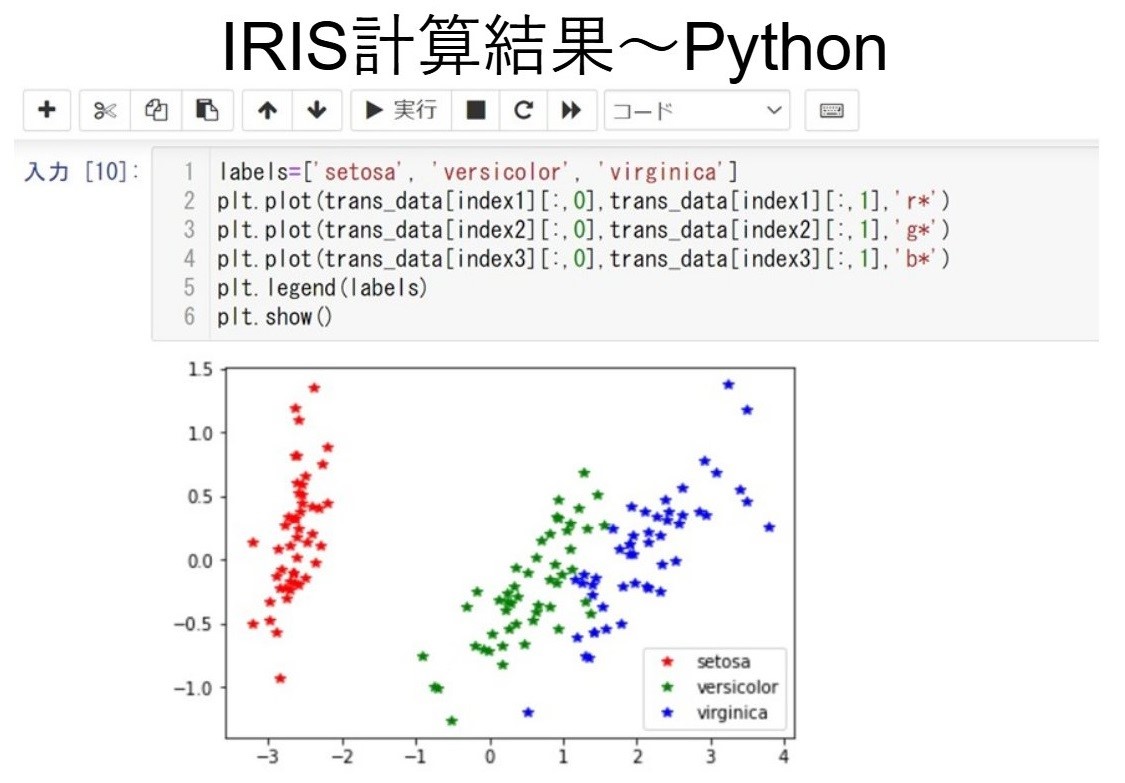 IRIS計算結果～Python
実行 コード
入力 [10]:
1 labels=['setosa', 'versicolor', 'virginica']
2 plt.plot(trans_data[index1][:,0],trans_data[index1][:,1],'r*')
3 plt.plot(trans_data[index2][:,0],trans_data[index2][:,1],'g*')
4 plt.plot(trans_data[index3][:,0],trans_data[index3][:,1],'b*')
5 plt.legend(labels)
6 plt.show()
1.5
1.0
0.5
0.0
−0.5
−1.0
setosa
versicolor
virginica
−3 −2 −1 0 1 2 3 4